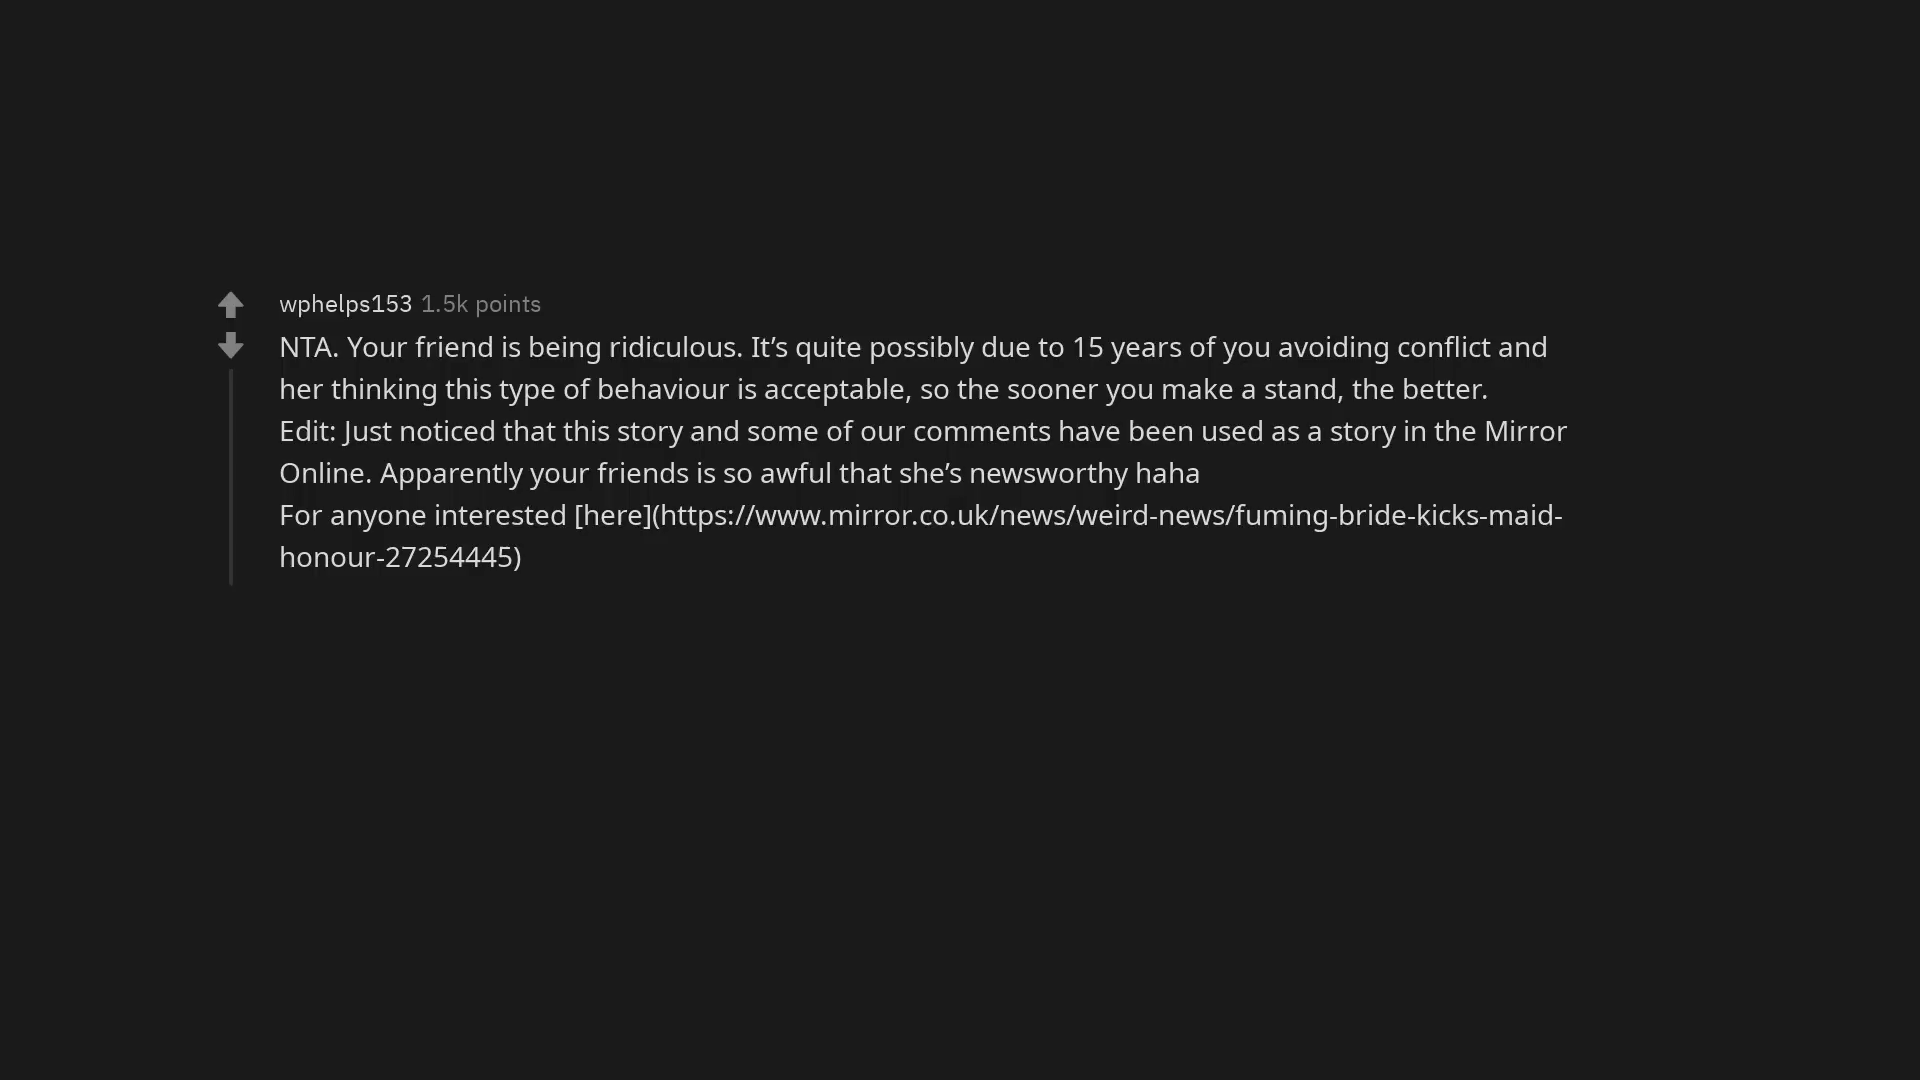 wphelps153 1.5k points
NTA. Your friend is being ridiculous. It’s quite possibly due to 15 years of you avoiding conflict and
her thinking this type of behaviour is acceptable, so the sooner you make a stand, the better.
Edit: Just noticed that this story and some of our comments have been used as a story in the Mirror
Online. Apparently your friends is so awful that she’s newsworthy haha
For anyone interested [here](https://www.mirror.co.uk/news/weird-news/fuming-bride-kicks-maid-
honour-27254445)